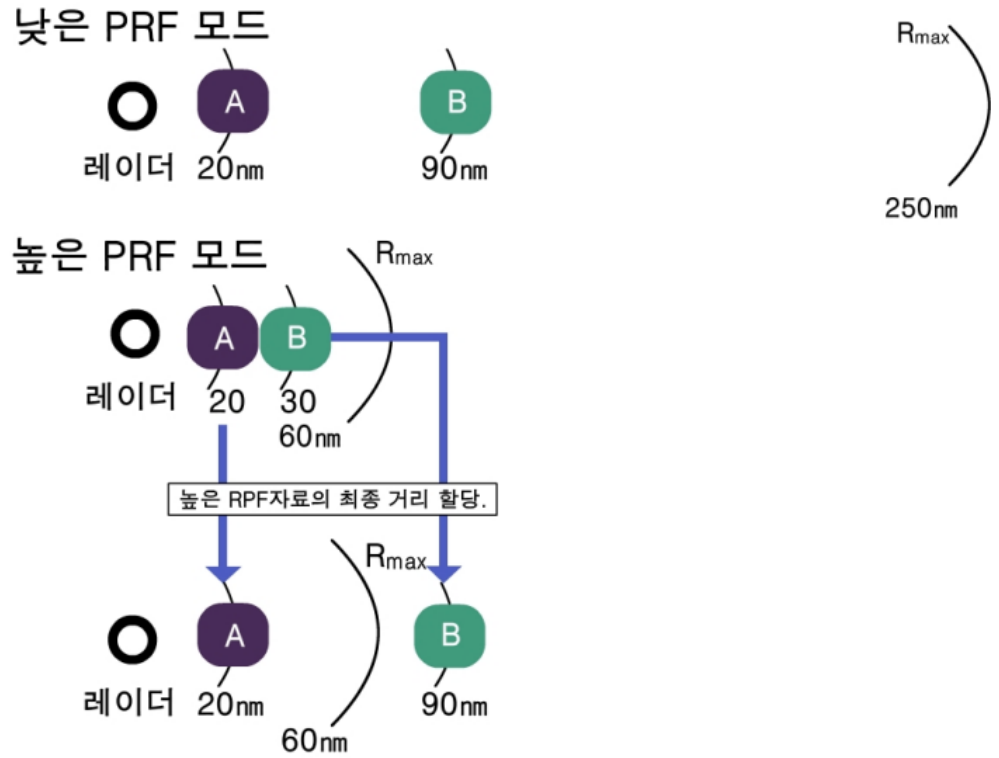 낮은 PRF 모드
Rmax
A
B
레이더
20nm
90nm
250nm
높은 PRF 모드
Rmax
A
B
레이더
20
30
60nm
높은 RPF자료의 최종 거리 할당.
Rmax
A
B
레이더
20nm
90nm
60nm